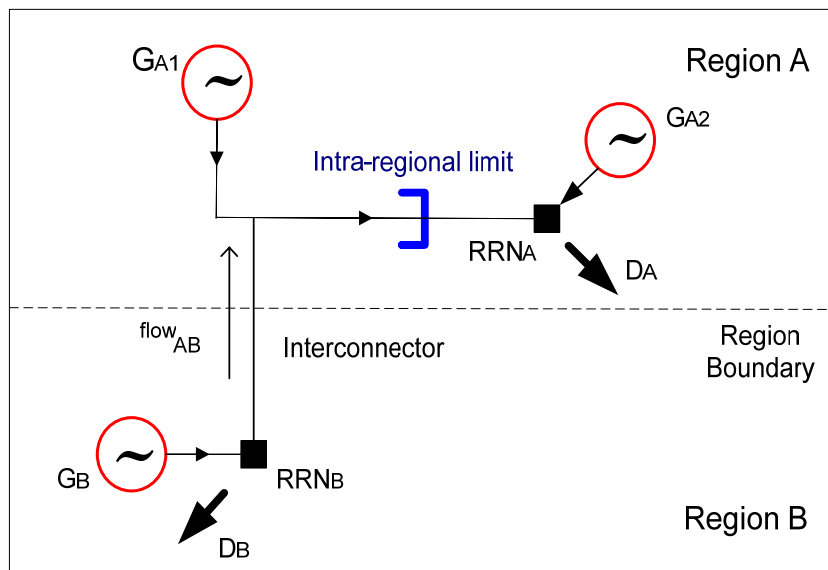 GA1
Region A
GA2
Intra-regional limit
RRNA
DA
flowAB
Interconnector
Region
Boundary
GB
RRNB
DB
Region B